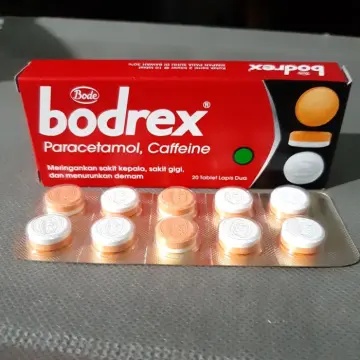 Bode
bodrex®
Paracetamol, Caffeine
Meringankan sakit kepala, sakit gigi,
dan menurunkan demam
20 Tablet Lapis Dua
bodrex